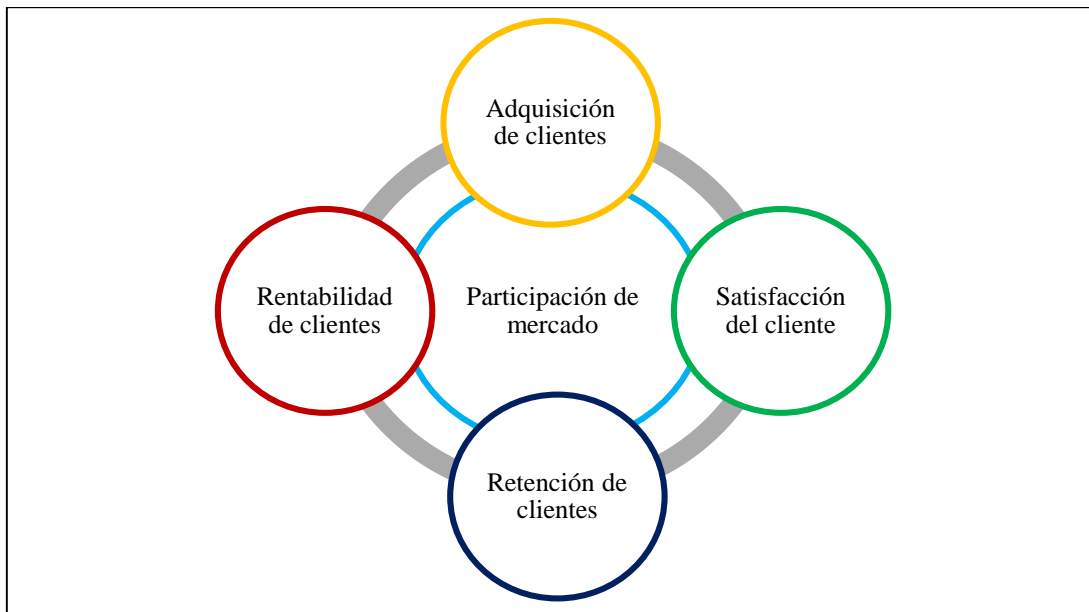 Adquisición
de clientes
Rentabilidad
de clientes
Participación de
mercado
Satisfacción
del cliente
Retención de
clientes